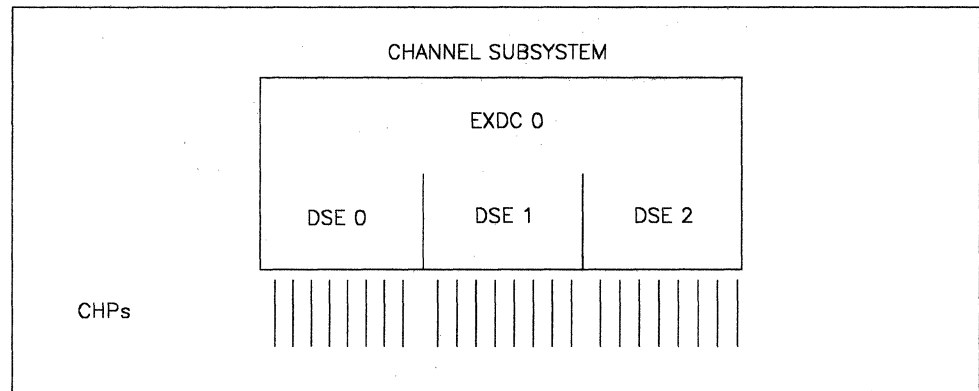 CHANNEL SUBSYSTEM
EXDC 0
DSE 0 DSE 1 DSE 2
CHPs